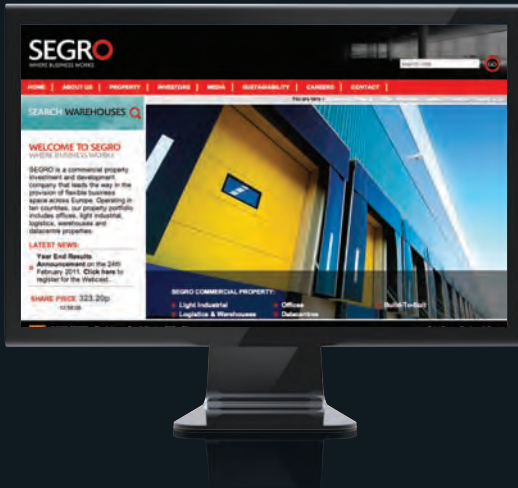 SEGRO
WHERE BUSINESS WORKS
GO
HOME | ABOUT US | PROPERTY | INVESTORS | MEDIA | SUSTAINABILITY | CAREERS | CONTACT |
You are here >
SEARCH WAREHOUSES
WELCOME TO SEGRO
WHERE BUSINESS WORKS
SEGRO is a commercial property
investment and development
company that leads the way in the
provision of flexible business
space across Europe. Operating in
ten countries, our property portfolio
includes offices, light industrial,
logistics, warehouses and
datacentre properties.
LATEST NEWS:
Year End Results
Announcement on the 24th
February 2011. Click here to
register for the Webcast.
SHARE PRICE 323.20p
SEGRO COMMERCIAL PROPERTY:
Light Industrial
Offices
Build-To-Suit
Logistics & Warehouses
Datacentres